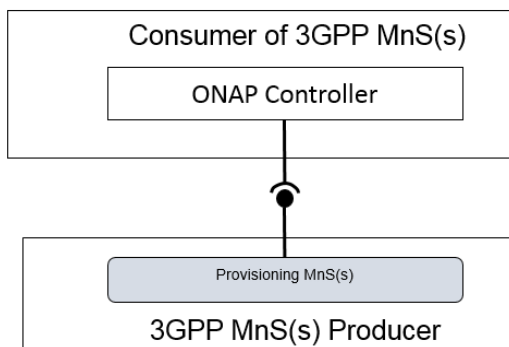 Consumer of 3GPP MnS(s)
ONAP Controller
Provisioning MnS(s)
3GPP MnS(s) Producer